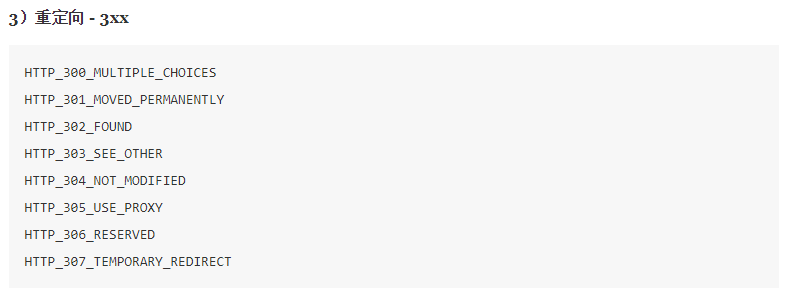 3）重定向 - 3xx
HTTP_300_MULTIPLE_CHOICES
HTTP_301_MOVED_PERMANENTLY
HTTP_302_FOUND
HTTP_303_SEE_OTHER
HTTP_304_NOT_MODIFIED
HTTP_305_USE_PROXY
HTTP_306_RESERVED
HTTP_307_TEMPORARY_REDIRECT